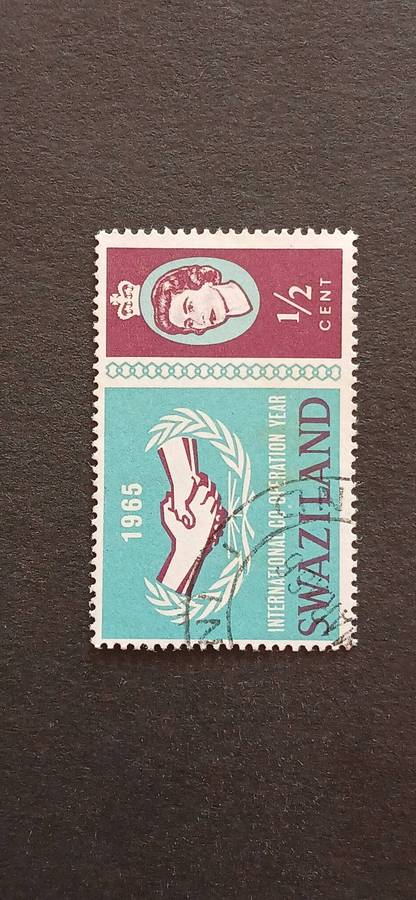 1965
INTERNATIONAL CO-OPERATION YEAR
SWAZILAND
1/2
CENT